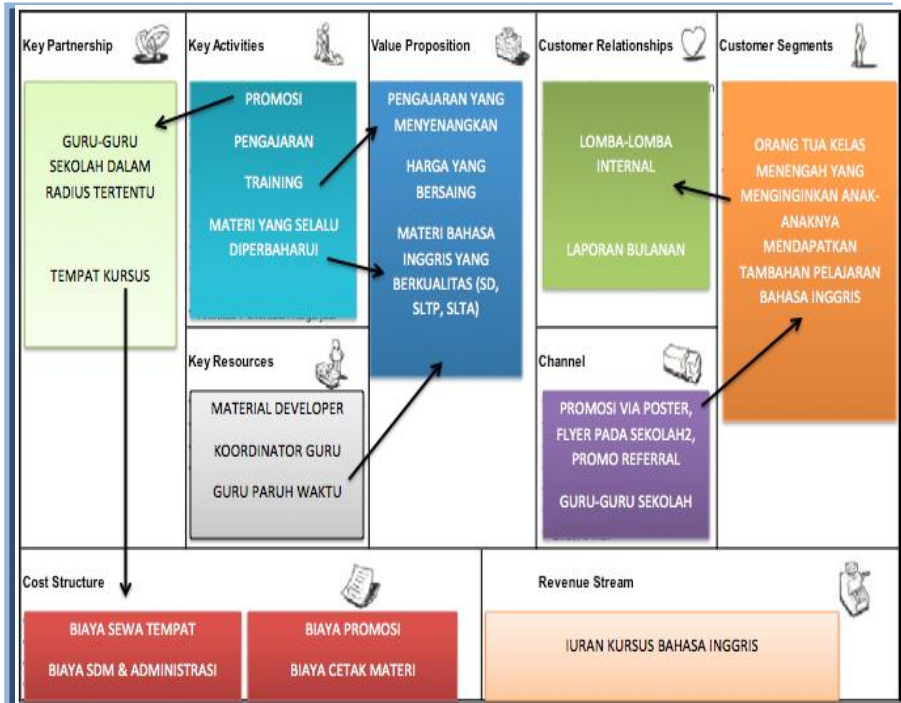 Key Partnership
GURU-GURU
SEKOLAH DALAM
RADIUS TERTENTU
TEMPAT KURSUS
Key Activities
PROMOSI
PENGAJARAN
TRAINING
MATERI YANG SELALU
DIPERBAHARUI
Key Resources
MATERIAL DEVELOPER
KOORDINATOR GURU
GURU PARUH WAKTU
Value Proposition
PENGAJARAN YANG
MENYENANGKAN
HARGA YANG
BERSAING
MATERI BAHASA
INGGRIS YANG
BERKUALITAS (SD,
SLTP, SLTA)
Customer Relationships
LOMBA-LOMBA
INTERNAL
LAPORAN BULANAN
Channel
PROMOSI VIA POSTER,
FLYER PADA SEKOLAH2,
PROMO REFERRAL
GURU-GURU SEKOLAH
Customer Segments
ORANG TUA KELAS
MENENGAH YANG
MENGINGINKAN ANAK-
ANAKNYA
MENDAPATKAN
TAMBAHAN PELAJARAN
BAHASA INGGRIS
Cost Structure
BIAYA SEWA TEMPAT
BIAYA SDM & ADMINISTRASI
BIAYA PROMOSI
BIAYA CETAK MATERI
Revenue Stream
IURAN KURSUS BAHASA INGGRIS